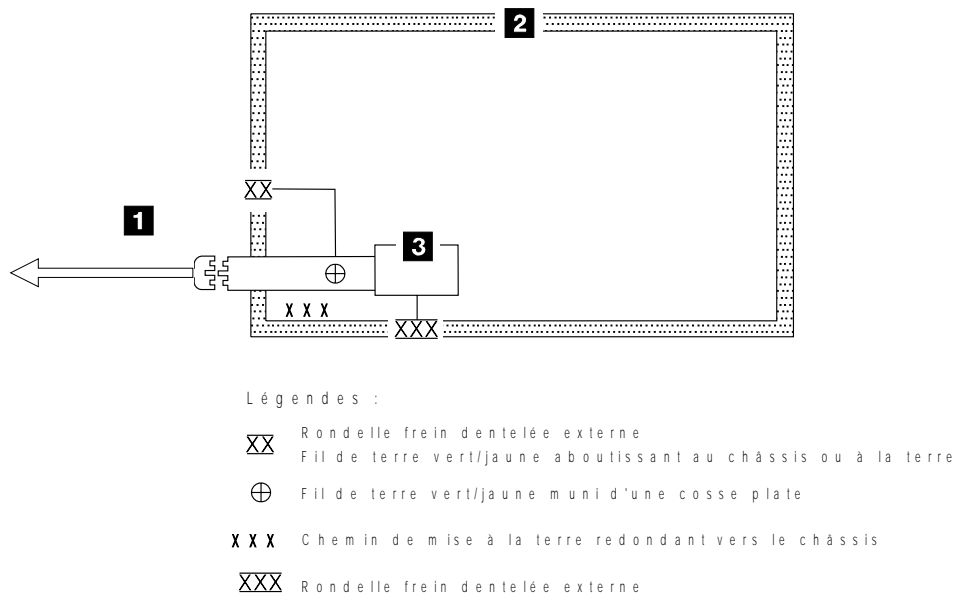 2
XX
1
3
X X X
XXX
Légendes :
XX Rondelle frein dentelée externe
Fil de terre vert/jaune aboutissant au châssis ou à la terre
Fil de terre vert/jaune muni d'une cosse plate
X X X Chemin de mise à la terre redondant vers le châssis
XXX Rondelle frein dentelée externe